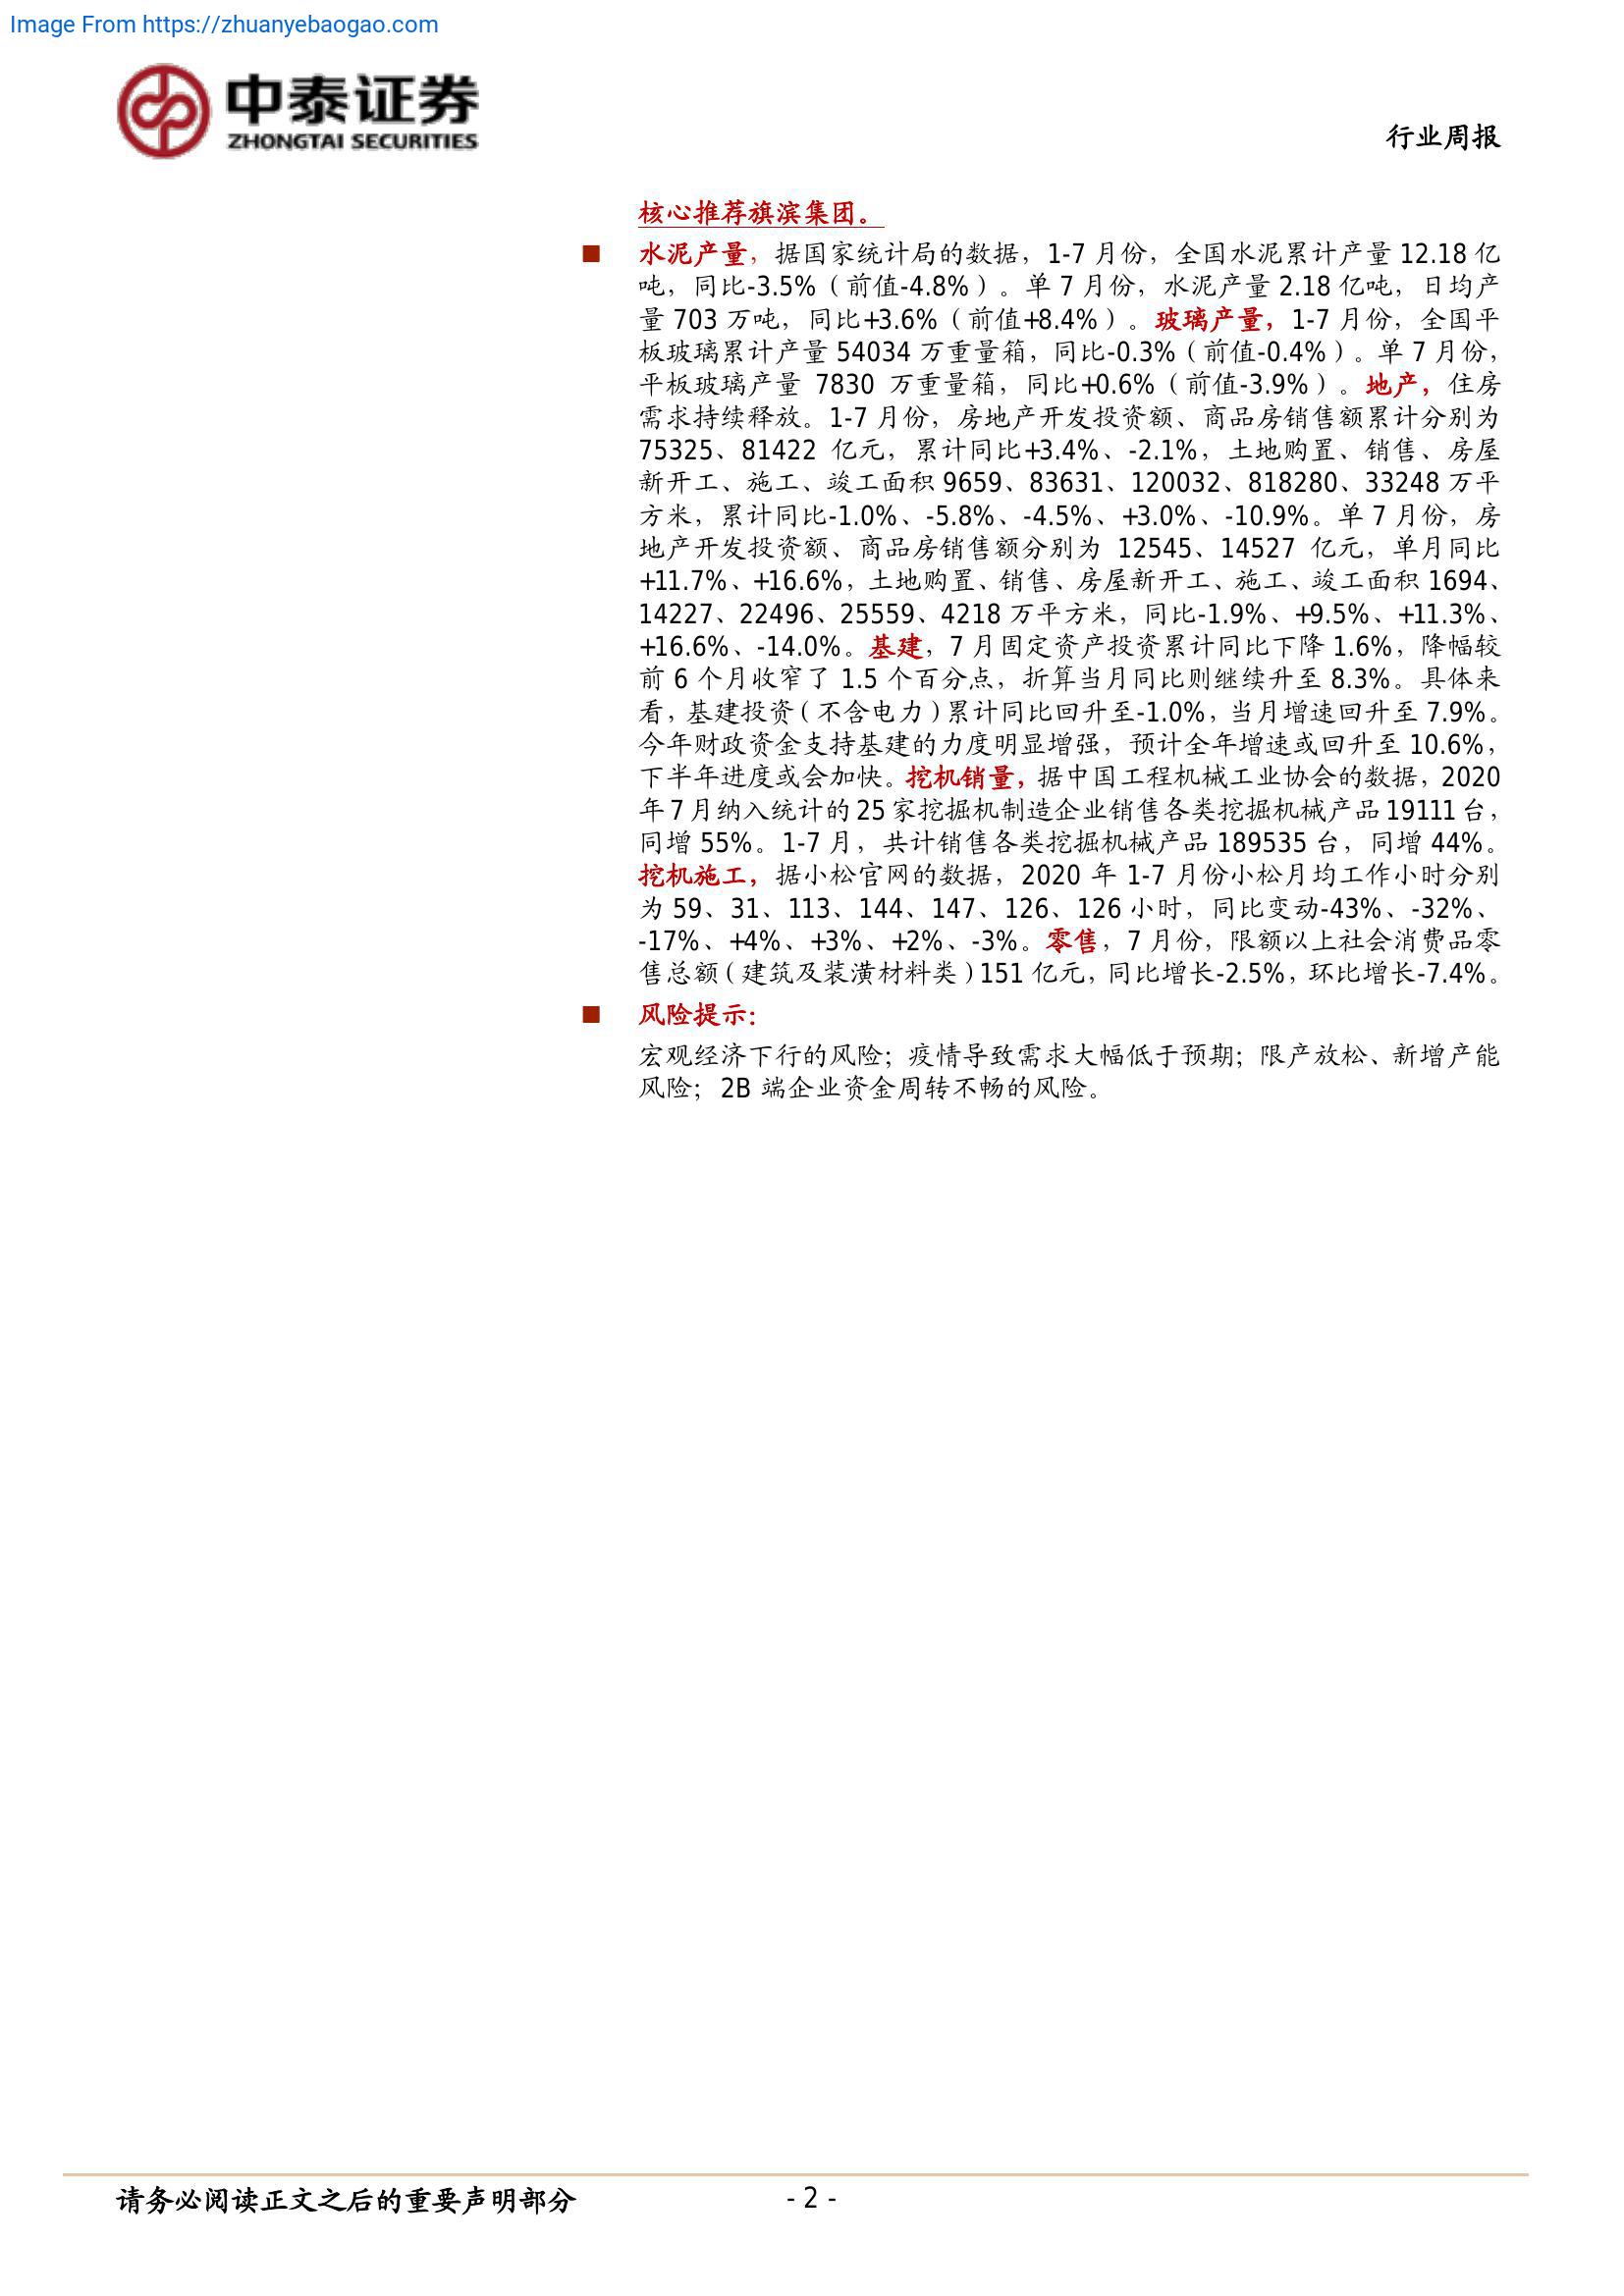 Image From https://zhuanyebaogao.com
中泰证券
ZHONGTAI SECURITIES
行业周报
核心推荐旗滨集团。
■ 水泥产量，据国家统计局的数据，1-7 月份，全国水泥累计产量 12.18 亿
吨，同比-3.5%（前值-4.8%）。单 7 月份，水泥产量 2.18 亿吨，日均产
量 703 万吨，同比+3.6%（前值+8.4%）。玻璃产量，1-7 月份，全国平
板玻璃累计产量 54034 万重量箱，同比-0.3%（前值-0.4%）。单 7 月份，
平板玻璃产量 7830 万重量箱，同比+0.6%（前值-3.9%）。地产，住房
需求持续释放。1-7 月份，房地产开发投资额、商品房销售额累计分别为
75325、81422 亿元，累计同比+3.4%、-2.1%，土地购置、销售、房屋
新开工、施工、竣工面积 9659、83631、120032、818280、33248 万平
方米，累计同比-1.0%、-5.8%、-4.5%、+3.0%、-10.9%。单 7 月份，房
地产开发投资额、商品房销售额分别为 12545、14527 亿元，单月同比
+11.7%、+16.6%，土地购置、销售、房屋新开工、施工、竣工面积 1694、
14227、22496、25559、4218 万平方米，同比-1.9%、+9.5%、+11.3%、
+16.6%、-14.0%。基建，7 月固定资产投资累计同比下降 1.6%，降幅较
前 6 个月收窄了 1.5 个百分点，折算当月同比则继续升至 8.3%。具体来
看，基建投资（不含电力）累计同比回升至-1.0%，当月增速回升至 7.9%。
今年财政资金支持基建的力度明显增强，预计全年增速或回升至 10.6%，
下半年进度或会加快。挖机销量，据中国工程机械工业协会的数据，2020
年 7 月纳入统计的 25 家挖掘机制造企业销售各类挖掘机械产品 19111 台，
同增 55%。1-7 月，共计销售各类挖掘机械产品 189535 台，同增 44%。
挖机施工，据小松官网的数据，2020 年 1-7 月份小松月均工作小时分别
为 59、31、113、144、147、126、126 小时，同比变动-43%、-32%、
-17%、+4%、+3%、+2%、-3%。零售，7 月份，限额以上社会消费品零
售总额（建筑及装潢材料类）151 亿元，同比增长-2.5%，环比增长-7.4%。
■ 风险提示：
宏观经济下行的风险；疫情导致需求大幅低于预期；限产放松、新增产能
风险；2B 端企业资金周转不畅的风险。
请务必阅读正文之后的重要声明部分
- 2 -